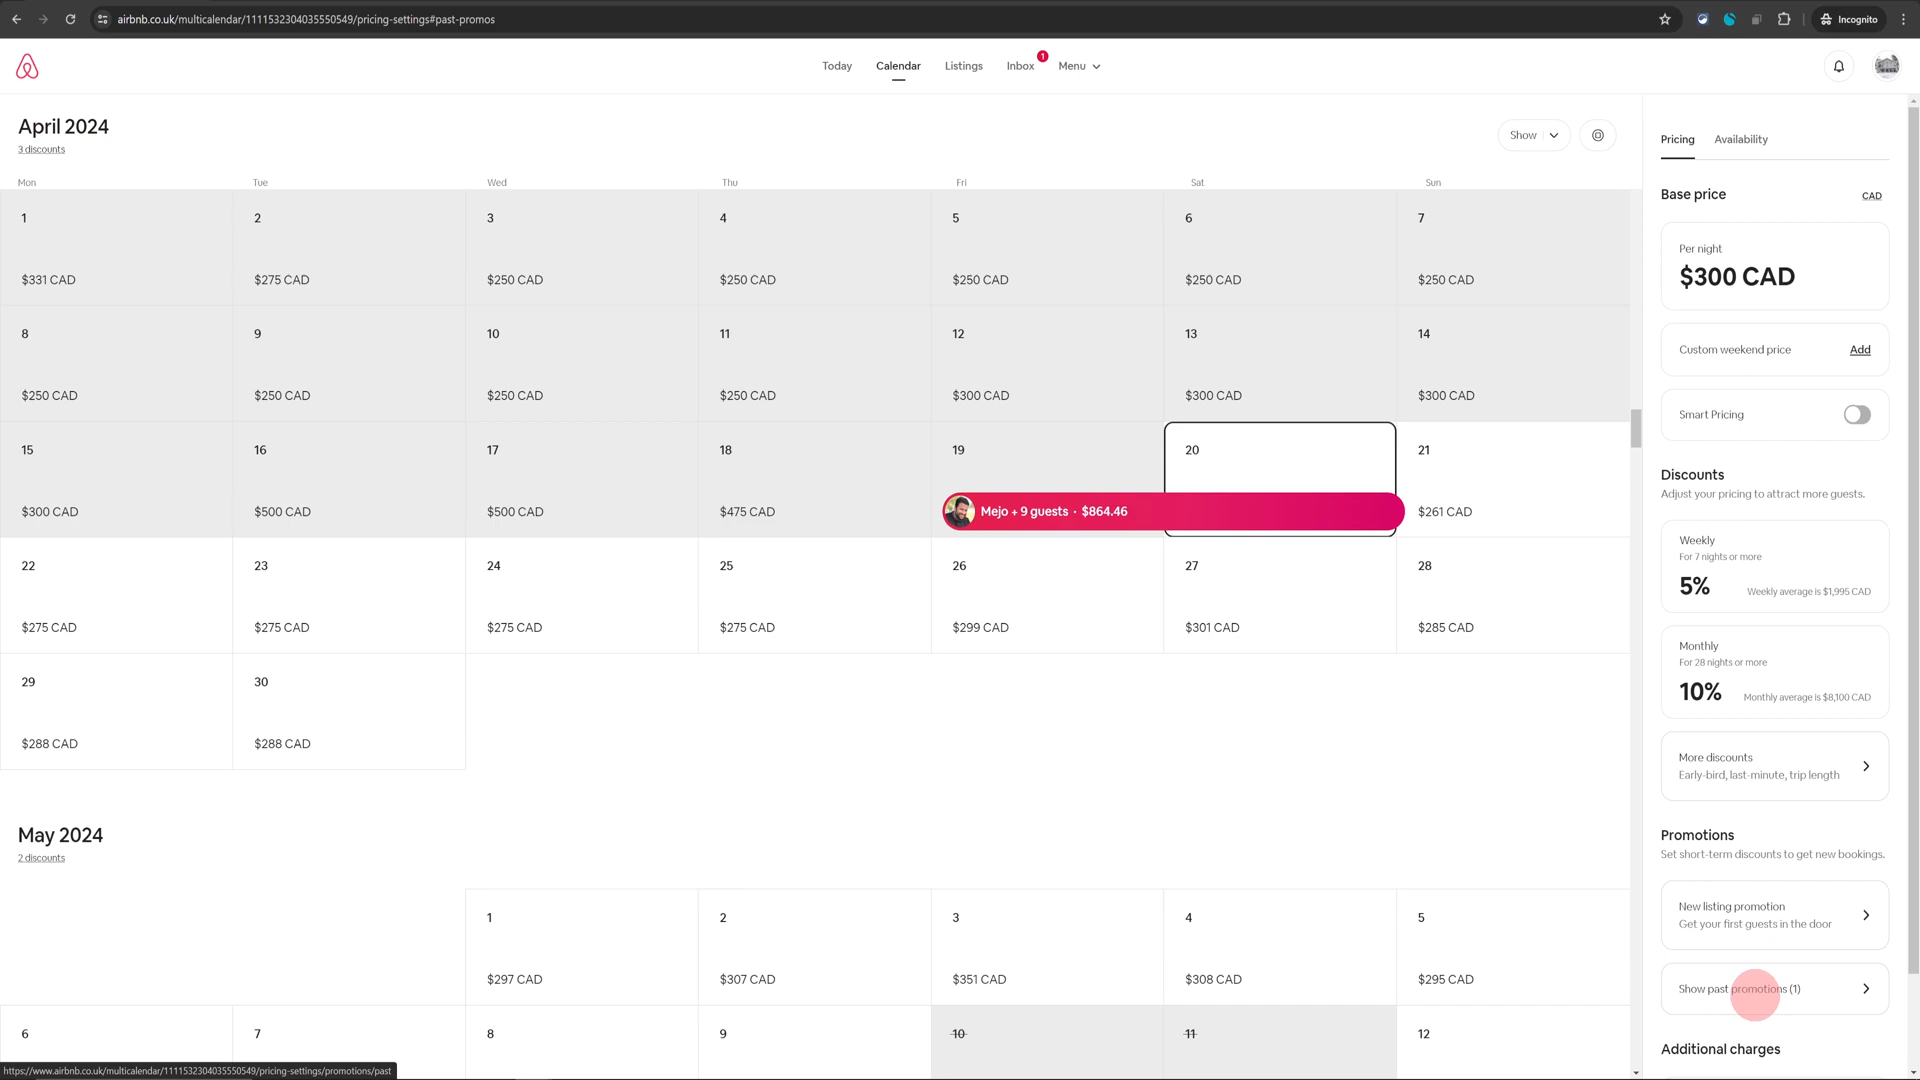 airbnb.co.uk/multicalendar/1111532304035550549/pricing-settings#past-promos
Incognito
Today
Calendar
Listings
Inbox
1
Menu
April 2024
3 discounts
Show
Mon
Tue
Wed
Thu
Fri
Sat
Sun
1
2
3
4
5
6
7
$331 CAD
$275 CAD
$250 CAD
$250 CAD
$250 CAD
$250 CAD
$250 CAD
8
9
10
11
12
13
14
$250 CAD
$250 CAD
$250 CAD
$250 CAD
$300 CAD
$300 CAD
$300 CAD
15
16
17
18
19
20
21
$300 CAD
$500 CAD
$500 CAD
$475 CAD
Mejo + 9 guests · $864.46
$261 CAD
22
23
24
25
26
27
28
$275 CAD
$275 CAD
$275 CAD
$275 CAD
$299 CAD
$301 CAD
$285 CAD
29
30
$288 CAD
$288 CAD
May 2024
2 discounts
1
2
3
4
5
$297 CAD
$307 CAD
$351 CAD
$308 CAD
$295 CAD
6
7
8
9
10
11
12
Pricing
Availability
Base price
CAD
Per night
$300 CAD
Custom weekend price
Add
Smart Pricing
Discounts
Adjust your pricing to attract more guests.
Weekly
For 7 nights or more
5%
Weekly average is $1,995 CAD
Monthly
For 28 nights or more
10%
Monthly average is $8,100 CAD
More discounts
Early-bird, last-minute, trip length
Promotions
Set short-term discounts to get new bookings.
New listing promotion
Get your first guests in the door
Show past promotions (1)
Additional charges
https://www.airbnb.co.uk/multicalendar/1111532304035550549/pricing-settings/promotions/past